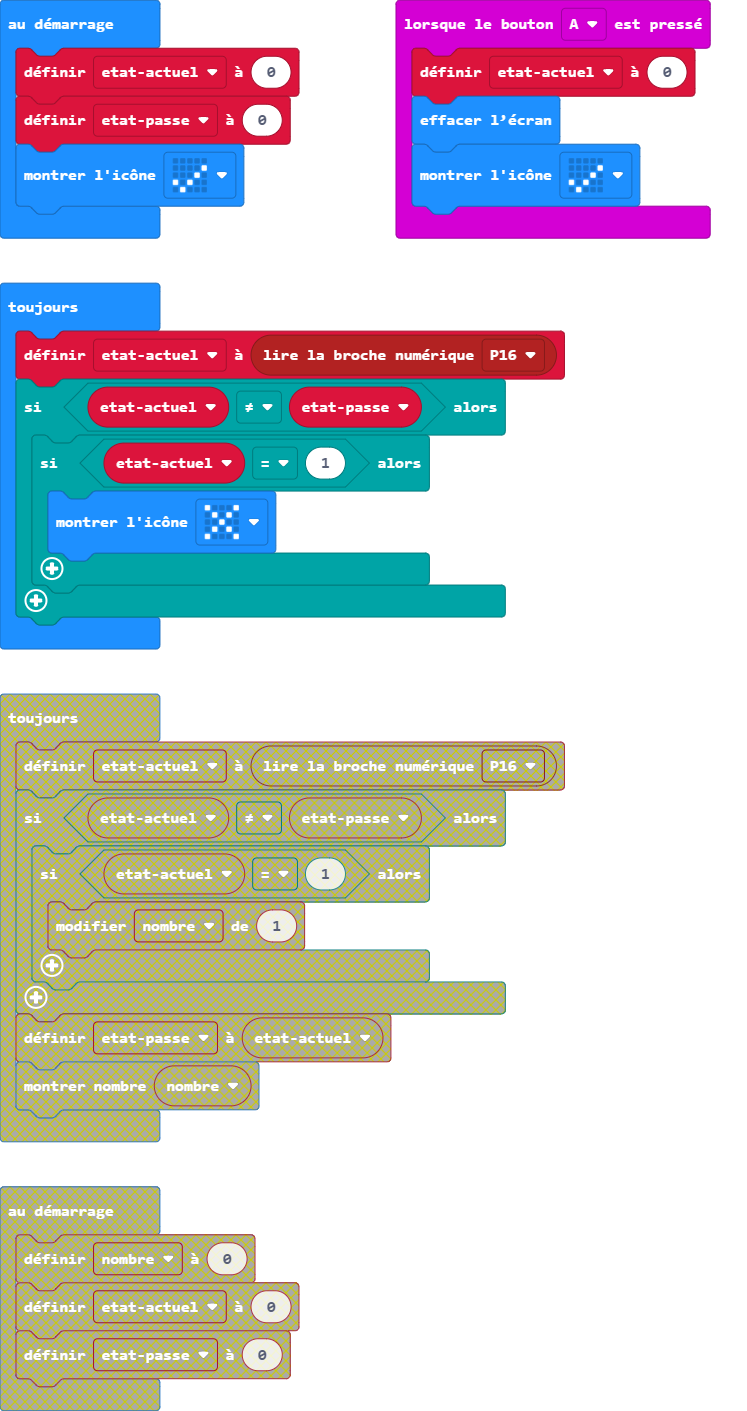 au démarrage
définir etat-actuel à 0
définir etat-passe à 0
montrer l'icône
lorsque le bouton A est pressé
définir etat-actuel à 0
effacer l’écran
montrer l'icône
toujours
définir etat-actuel à lire la broche numérique P16
si etat-actuel ≠ etat-passe alors
si etat-actuel = 1 alors
montrer l'icône
toujours
définir etat-actuel à lire la broche numérique P16
si etat-actuel ≠ etat-passe alors
si etat-actuel = 1 alors
modifier nombre de 1
définir etat-passe à etat-actuel
montrer nombre nombre
au démarrage
définir nombre à 0
définir etat-actuel à 0
définir etat-passe à 0